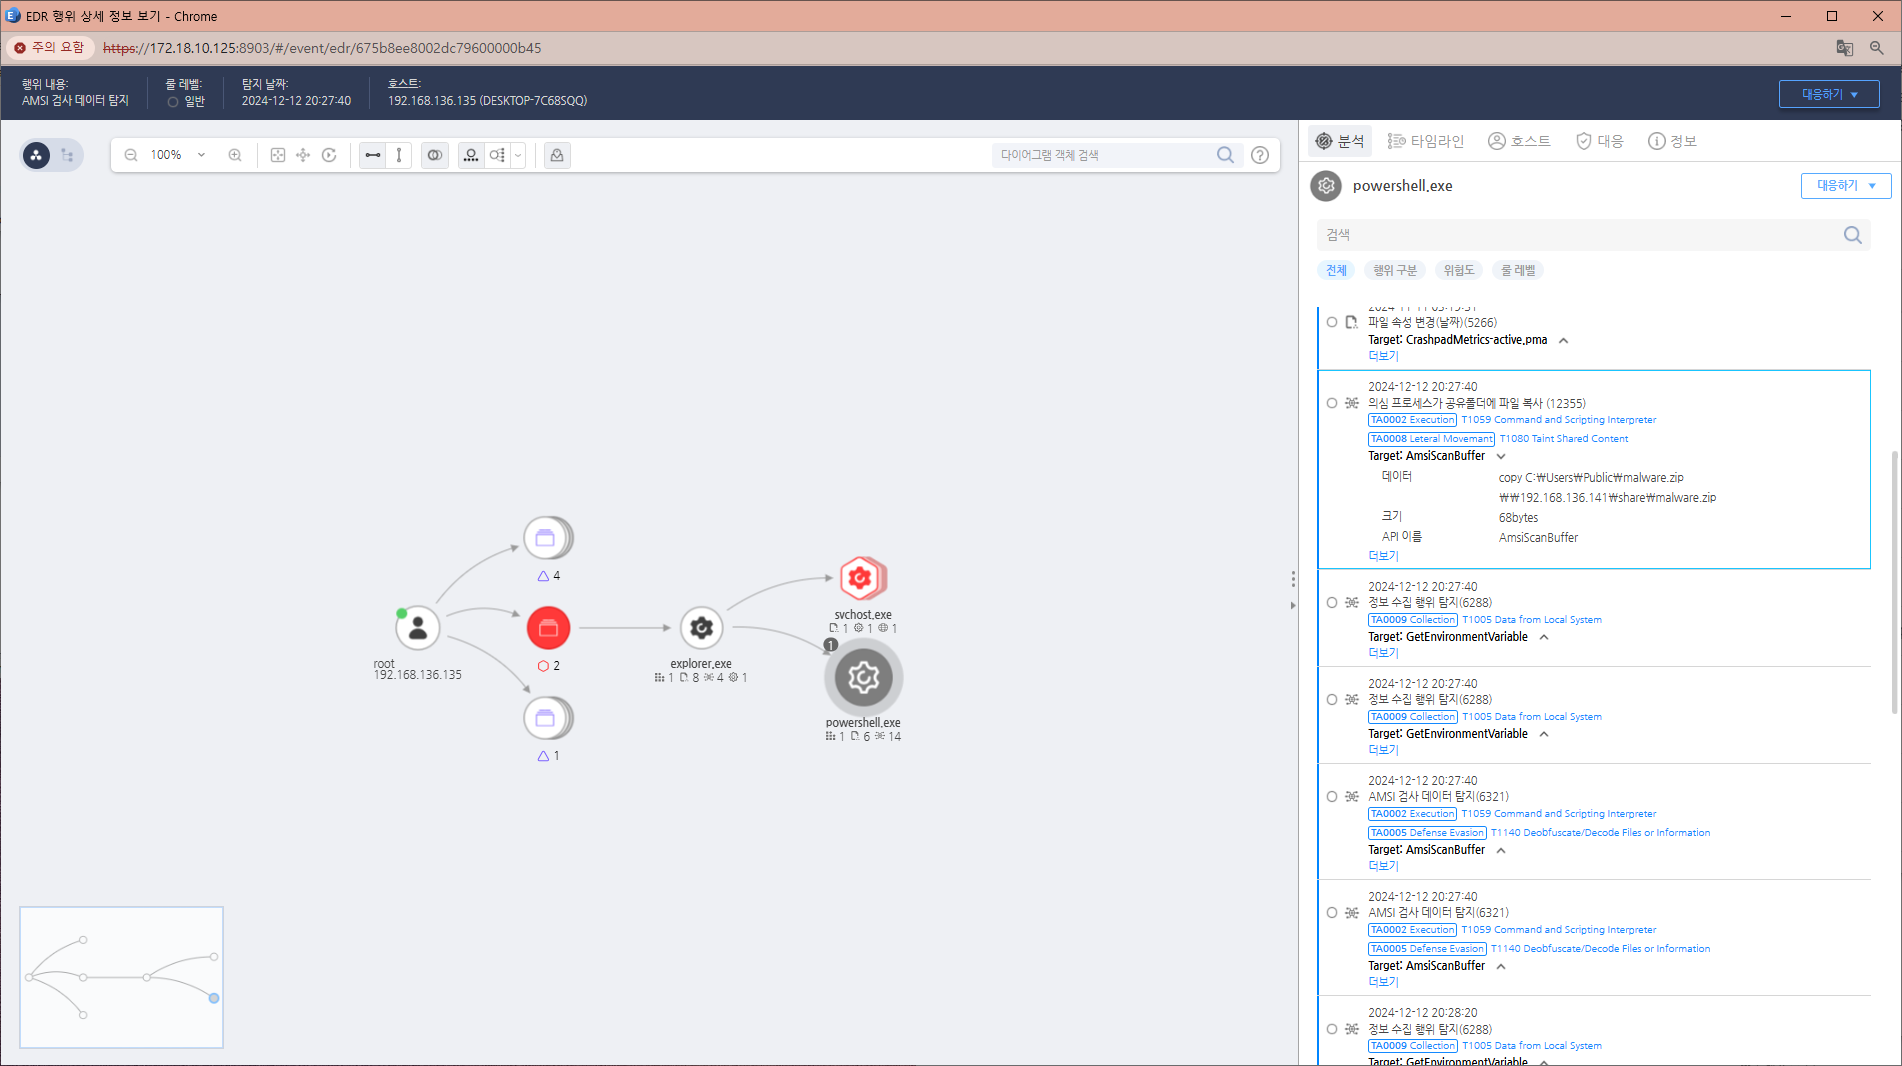 EDR 행위 상세 정보 보기 - Chrome
주의 요함
https://172.18.10.125:8903/#/event/edr/675b8ee8002dc79600000b45
행위 내용:
AMSI 검사 데이터 탐지
룰 레벨:
일반
탐지 날짜:
2024-12-12 20:27:40
호스트:
192.168.136.135 (DESKTOP-7C68SQQ)
대응하기
100%
다이어그램 객체 검색
4
root
192.168.136.135
2
1
explorer.exe
1 8 4 1
svchost.exe
1 1 1
1
powershell.exe
1 6 14
분석
타임라인
호스트
대응
정보
powershell.exe
대응하기
검색
전체
행위 구분
위험도
룰 레벨
파일 속성 변경(날짜)(5266)
Target: CrashpadMetrics-active.pma
더보기
2024-12-12 20:27:40
의심 프로세스가 공유폴더에 파일 복사 (12355)
TA0002 Execution T1059 Command and Scripting Interpreter
TA0008 Leteral Movemant T1080 Taint Shared Content
Target: AmsiScanBuffer
데이터 copy C:₩Users₩Public₩malware.zip
₩₩192.168.136.141₩share₩malware.zip
크기 68bytes
API 이름 AmsiScanBuffer
더보기
2024-12-12 20:27:40
정보 수집 행위 탐지(6288)
TA0009 Collection T1005 Data from Local System
Target: GetEnvironmentVariable
더보기
2024-12-12 20:27:40
정보 수집 행위 탐지(6288)
TA0009 Collection T1005 Data from Local System
Target: GetEnvironmentVariable
더보기
2024-12-12 20:27:40
AMSI 검사 데이터 탐지(6321)
TA0002 Execution T1059 Command and Scripting Interpreter
TA0005 Defense Evasion T1140 Deobfuscate/Decode Files or Information
Target: AmsiScanBuffer
더보기
2024-12-12 20:27:40
AMSI 검사 데이터 탐지(6321)
TA0002 Execution T1059 Command and Scripting Interpreter
TA0005 Defense Evasion T1140 Deobfuscate/Decode Files or Information
Target: AmsiScanBuffer
더보기
2024-12-12 20:28:20
정보 수집 행위 탐지(6288)
TA0009 Collection T1005 Data from Local System
Target: GetEnvironmentVariable